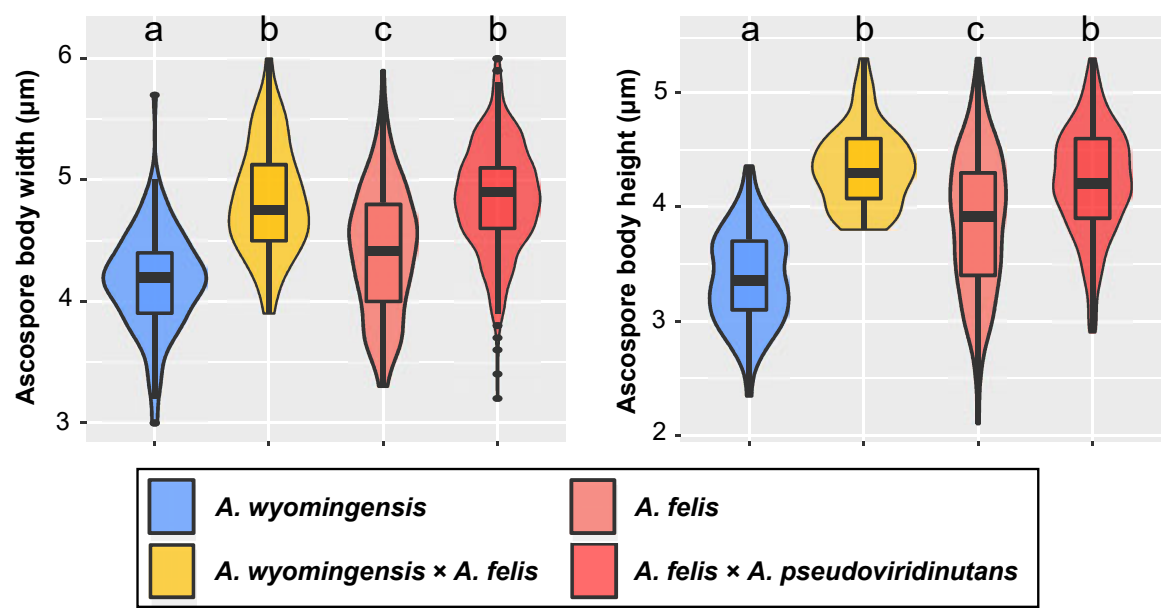 a b c b
6
5
4
3
Ascospore body width (µm)
a b c b
5
4
3
2
Ascospore body height (µm)
A. wyomingensis
A. felis
A. wyomingensis × A. felis
A. felis × A. pseudoviridinutans